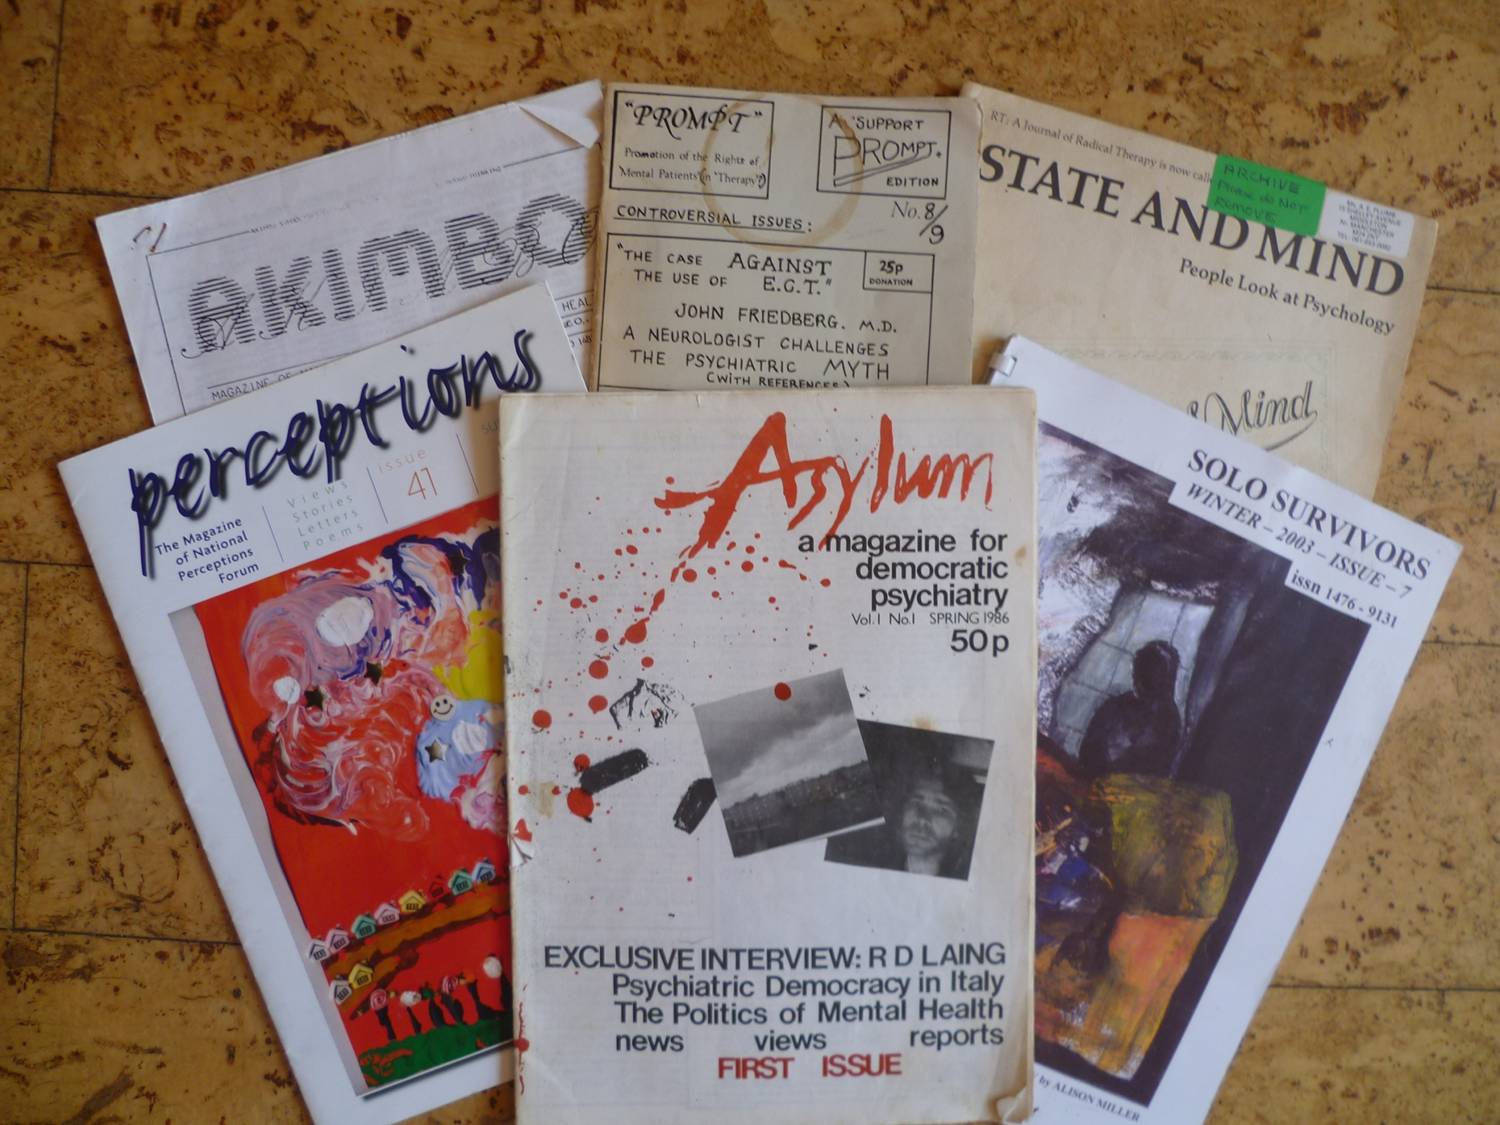 AKIMBO
MAGAZINE OF
"PROMPT"
Promotion of the Rights of
Mental Patients in "Therapy"
A "SUPPORT
PROMPT.
EDITION
CONTROVERSIAL ISSUES:
No. 8/9
"THE CASE AGAINST
THE USE OF E.C.T."
25p
DONATION
JOHN FRIEDBERG. M.D.
A NEUROLOGIST CHALLENGES
THE PSYCHIATRIC MYTH
(WITH REFERENCES)
RT: A Journal of Radical Therapy is now
STATE AND MIND
People Look at Psychology
ARCHIVE
Please do NOT
REMOVE
& Mind
perceptions
The Magazine
of National
Perceptions
Forum
Views
Stories
Letters
Poems
issue
41
Asylum
a magazine for
democratic
psychiatry
Vol.1 No.1 SPRING 1986
50p
EXCLUSIVE INTERVIEW: R D LAING
Psychiatric Democracy in Italy
The Politics of Mental Health
news views reports
FIRST ISSUE
SOLO SURVIVORS
WINTER – 2003 – ISSUE – 7
issn 1476 - 9131
by ALISON MILLER